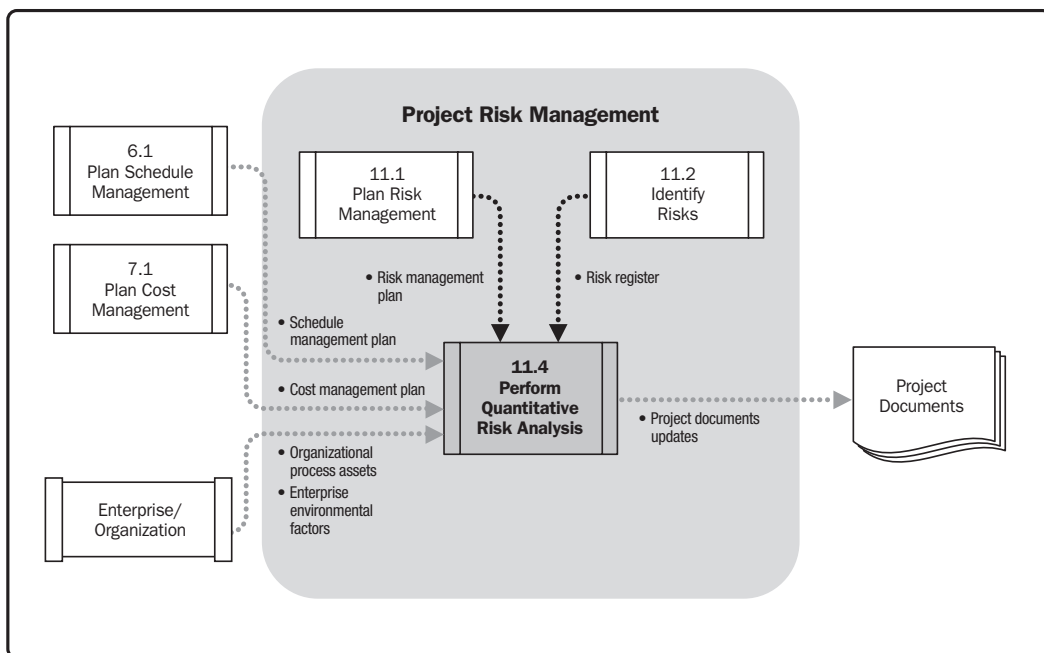 Project Risk Management
6.1
Plan Schedule
Management
11.1
Plan Risk
Management
11.2
Identify
Risks
7.1
Plan Cost
Management
• Risk management
plan
• Risk register
• Schedule
management plan
• Cost management plan
11.4
Perform
Quantitative
Risk Analysis
• Project documents
updates
Project
Documents
• Organizational
process assets
• Enterprise
environmental
factors
Enterprise/
Organization